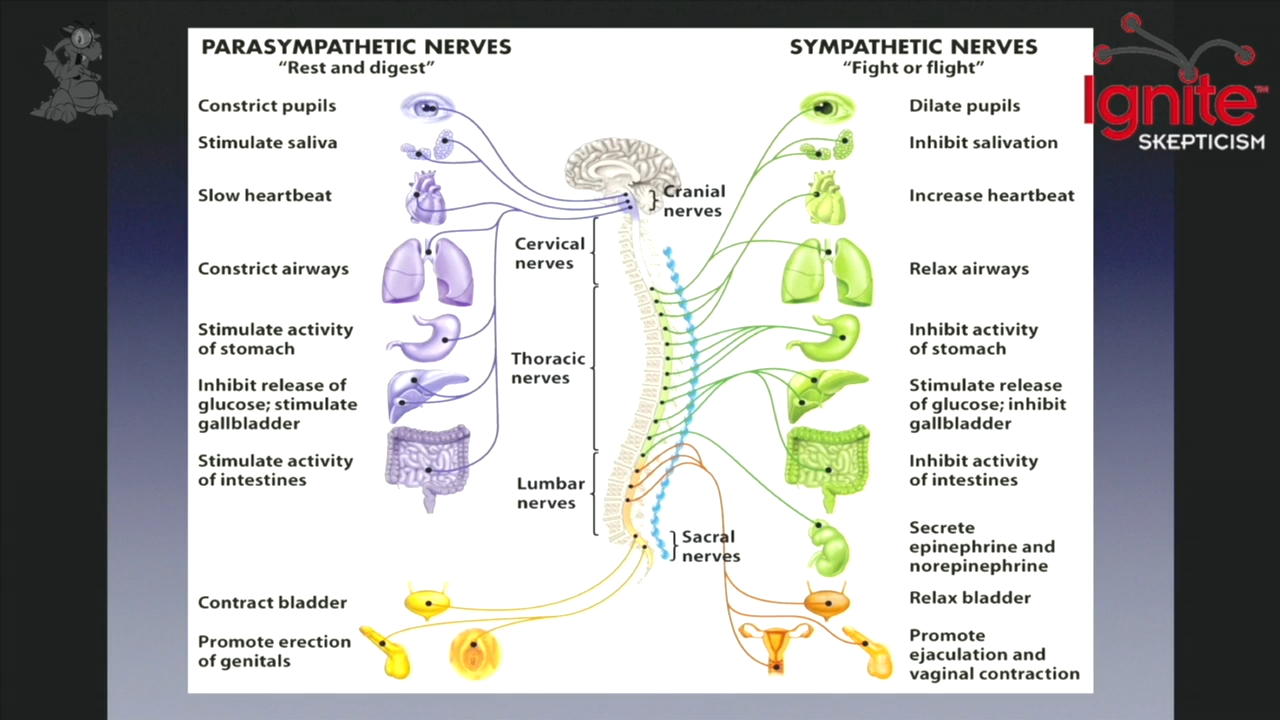 PARASYMPATHETIC NERVES
"Rest and digest"
Constrict pupils
Stimulate saliva
Slow heartbeat
Constrict airways
Stimulate activity
of stomach
Inhibit release of
glucose; stimulate
gallbladder
Stimulate activity
of intestines
Contract bladder
Promote erection
of genitals
Cranial
nerves
Cervical
nerves
Thoracic
nerves
Lumbar
nerves
Sacral
nerves
SYMPATHETIC NERVES
"Fight or flight"
Dilate pupils
Inhibit salivation
Increase heartbeat
Relax airways
Inhibit activity
of stomach
Stimulate release
of glucose; inhibit
gallbladder
Inhibit activity
of intestines
Secrete
epinephrine and
norepinephrine
Relax bladder
Promote
ejaculation and
vaginal contraction
Ignite™
SKEPTICISM